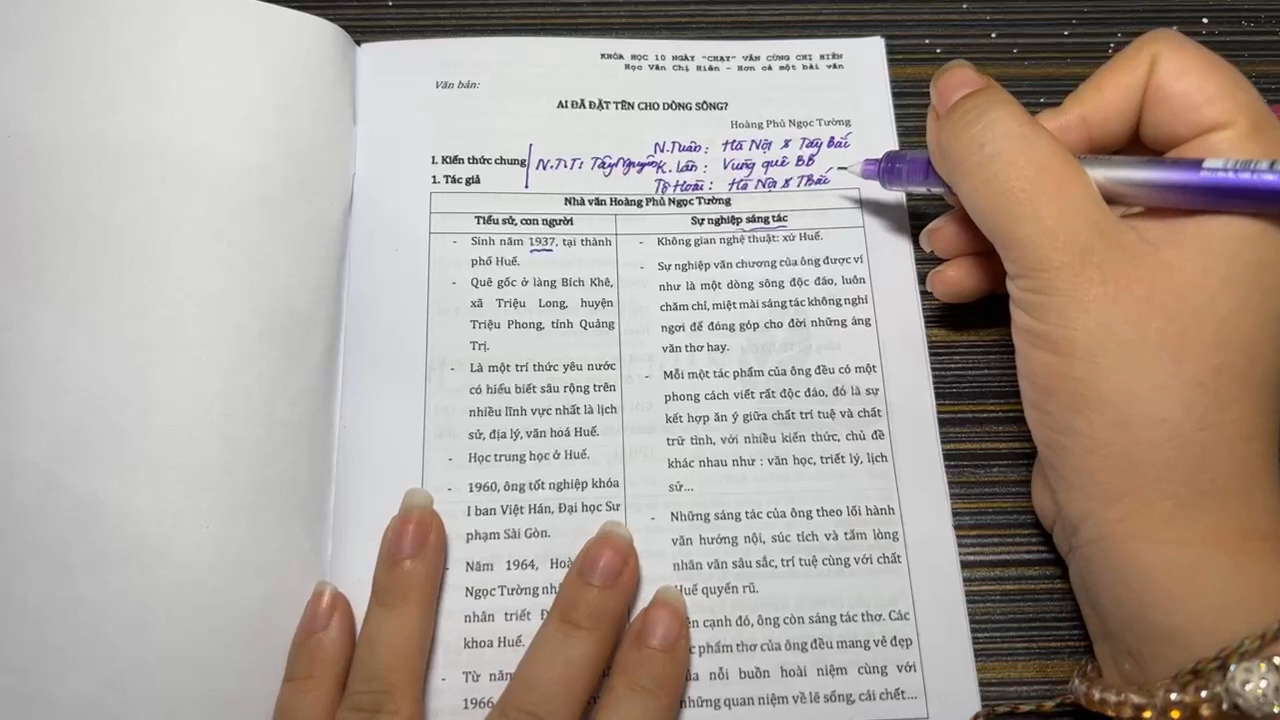 KHÓA HỌC 10 NGÀY "CHẠY" VĂN CÙNG CHỊ HIÊN
Học Văn Chị Hiên - Hơn cả một bài văn
Văn bản:
AI ĐÃ ĐẶT TÊN CHO DÒNG SÔNG?
Hoàng Phủ Ngọc Tường
N.Tuân: Hà Nội & Tây Bắc
I. Kiến thức chung
N.T.T: Tây Nguyên
K. Lân: Vùng quê BB
1. Tác giả
Tô Hoài: Hà Nội & TBắc
Nhà văn Hoàng Phủ Ngọc Tường
Tiểu sử, con người
- Sinh năm 1937, tại thành
phố Huế.
- Quê gốc ở làng Bích Khê,
xã Triệu Long, huyện
Triệu Phong, tỉnh Quảng
Trị.
- Là một trí thức yêu nước
có hiểu biết sâu rộng trên
nhiều lĩnh vực nhất là lịch
sử, địa lý, văn hoá Huế.
- Học trung học ở Huế.
- 1960, ông tốt nghiệp khóa
I ban Việt Hán, Đại học Sư
phạm Sài Gòn.
- Năm 1964,
Ngọc Tường
nhân triết
khoa Huế.
- Từ
1966
Sự nghiệp sáng tác
- Không gian nghệ thuật: xứ Huế.
- Sự nghiệp văn chương của ông được ví
như là một dòng sông độc đáo, luôn
chăm chỉ, miệt mài sáng tác không nghỉ
ngơi để đóng góp cho đời những áng
văn thơ hay.
- Mỗi một tác phẩm của ông đều có một
phong cách viết rất độc đáo, đó là sự
kết hợp ăn ý giữa chất trí tuệ và chất
trữ tình, với nhiều kiến thức, chủ đề
khác nhau như : văn học, triết lý, lịch
sử...
- Những sáng tác của ông theo lối hành
văn hướng nội, súc tích và tấm lòng
nhân văn sâu sắc, trí tuệ cùng với chất
Huế quyến rũ.
cạnh đó, ông còn sáng tác thơ. Các
phẩm thơ của ông đều mang vẻ đẹp
nỗi buồn hoài niệm cùng với
những quan niệm về lẽ sống, cái chết...